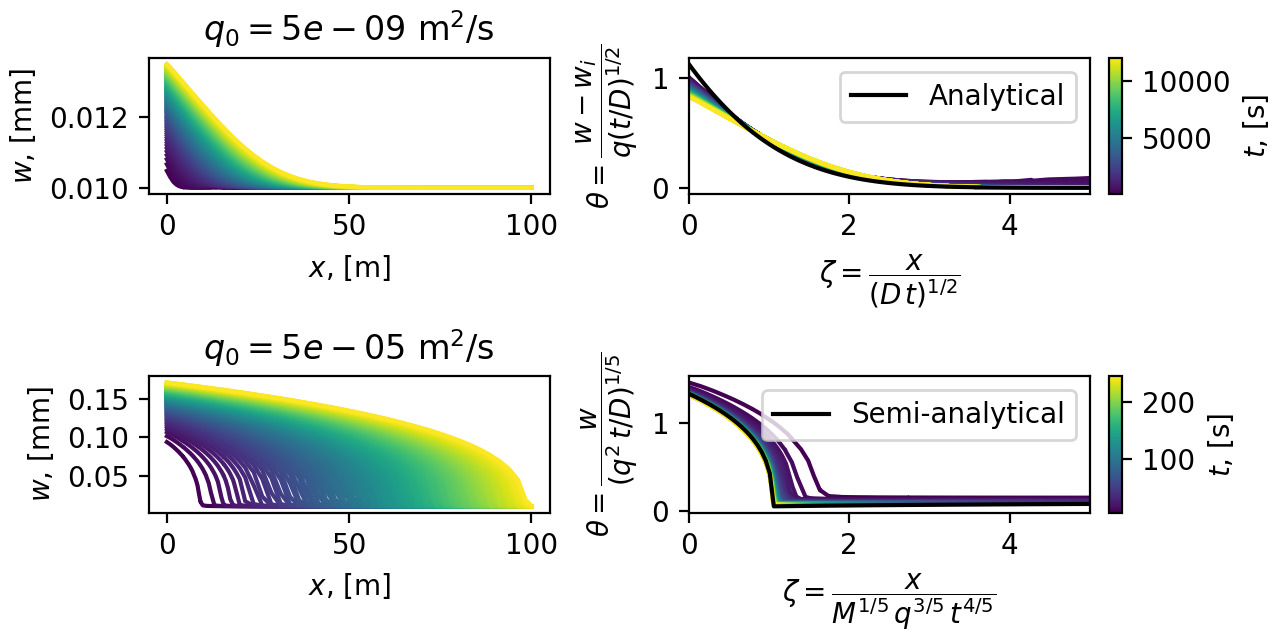 q₀ = 5e − 09 m²/s
w, [mm]
0.012
0.010
0 50 100
x, [m]
θ = (w − wᵢ) / (q(t/D)^{1/2})
1
0
Analytical
0 2 4
ζ = x / (D t)^{1/2}
10000
5000
t, [s]
q₀ = 5e − 05 m²/s
w, [mm]
0.15
0.10
0.05
0 50 100
x, [m]
θ = w / (q² t/D)^{1/5}
1
0
Semi-analytical
0 2 4
ζ = x / (M^{1/5} q^{3/5} t^{4/5})
200
100
t, [s]